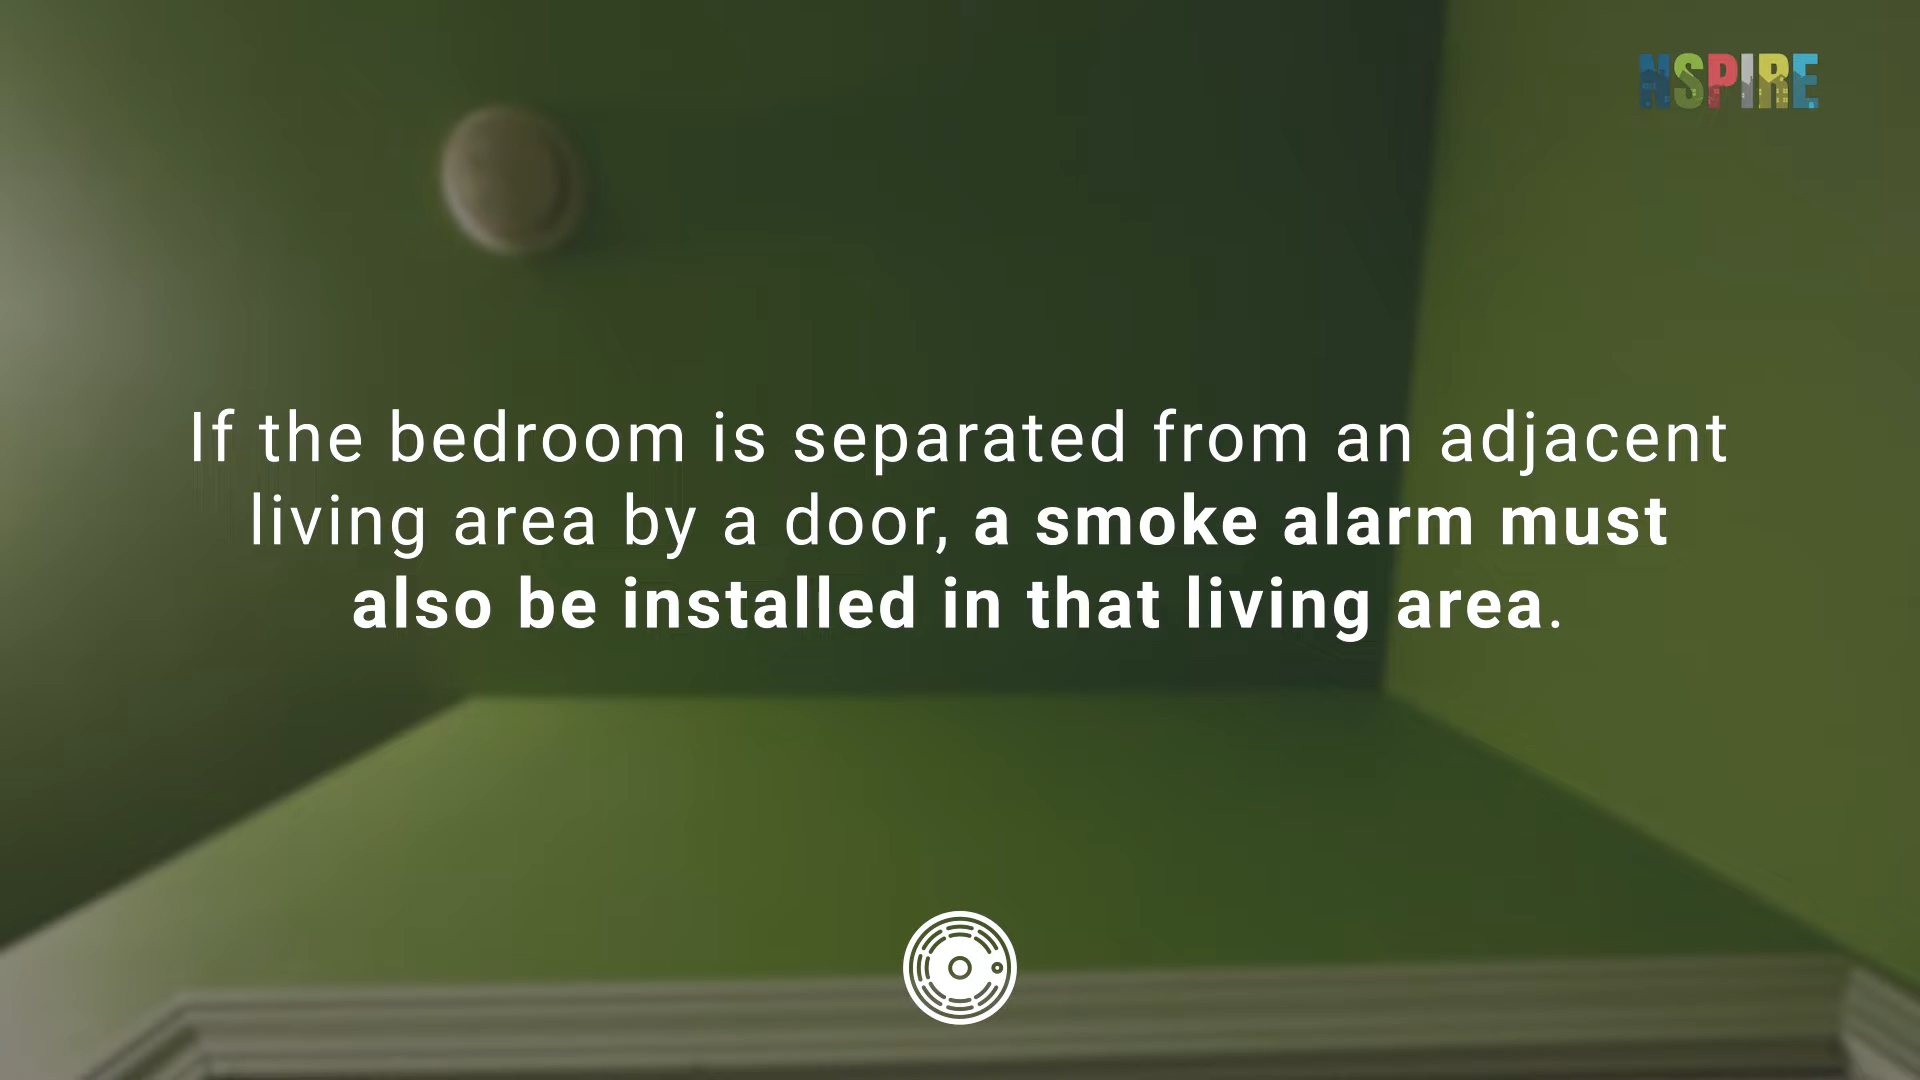 NSPIRE
If the bedroom is separated from an adjacent
living area by a door, a smoke alarm must
also be installed in that living area.